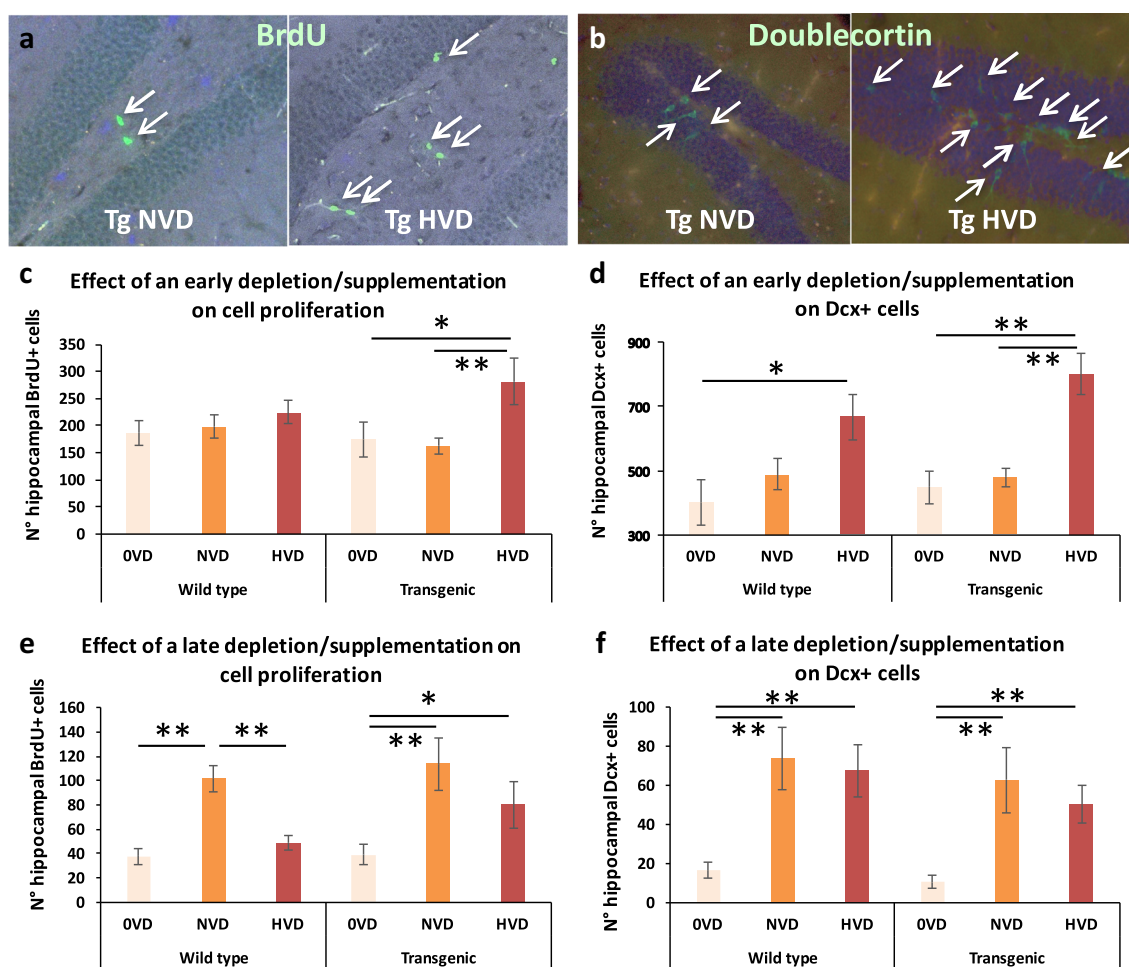 a
BrdU
Tg NVD
Tg HVD
b
Doublecortin
Tg NVD
Tg HVD
c
Effect of an early depletion/supplementation
on cell proliferation
N° hippocampal BrdU+ cells
350
300
250
200
150
100
50
0
*
**
0VD NVD HVD 0VD NVD HVD
Wild type Transgenic
d
Effect of an early depletion/supplementation
on Dcx+ cells
N° hippocampal Dcx+ cells
900
700
500
300
*
**
**
0VD NVD HVD 0VD NVD HVD
Wild type Transgenic
e
Effect of a late depletion/supplementation on
cell proliferation
N° hippocampal BrdU+ cells
160
140
120
100
80
60
40
20
0
** **
*
**
0VD NVD HVD 0VD NVD HVD
Wild type Transgenic
f
Effect of a late depletion/supplementation
on Dcx+ cells
N° hippocampal Dcx+ cells
100
80
60
40
20
0
**
**
**
**
0VD NVD HVD 0VD NVD HVD
Wild type Transgenic